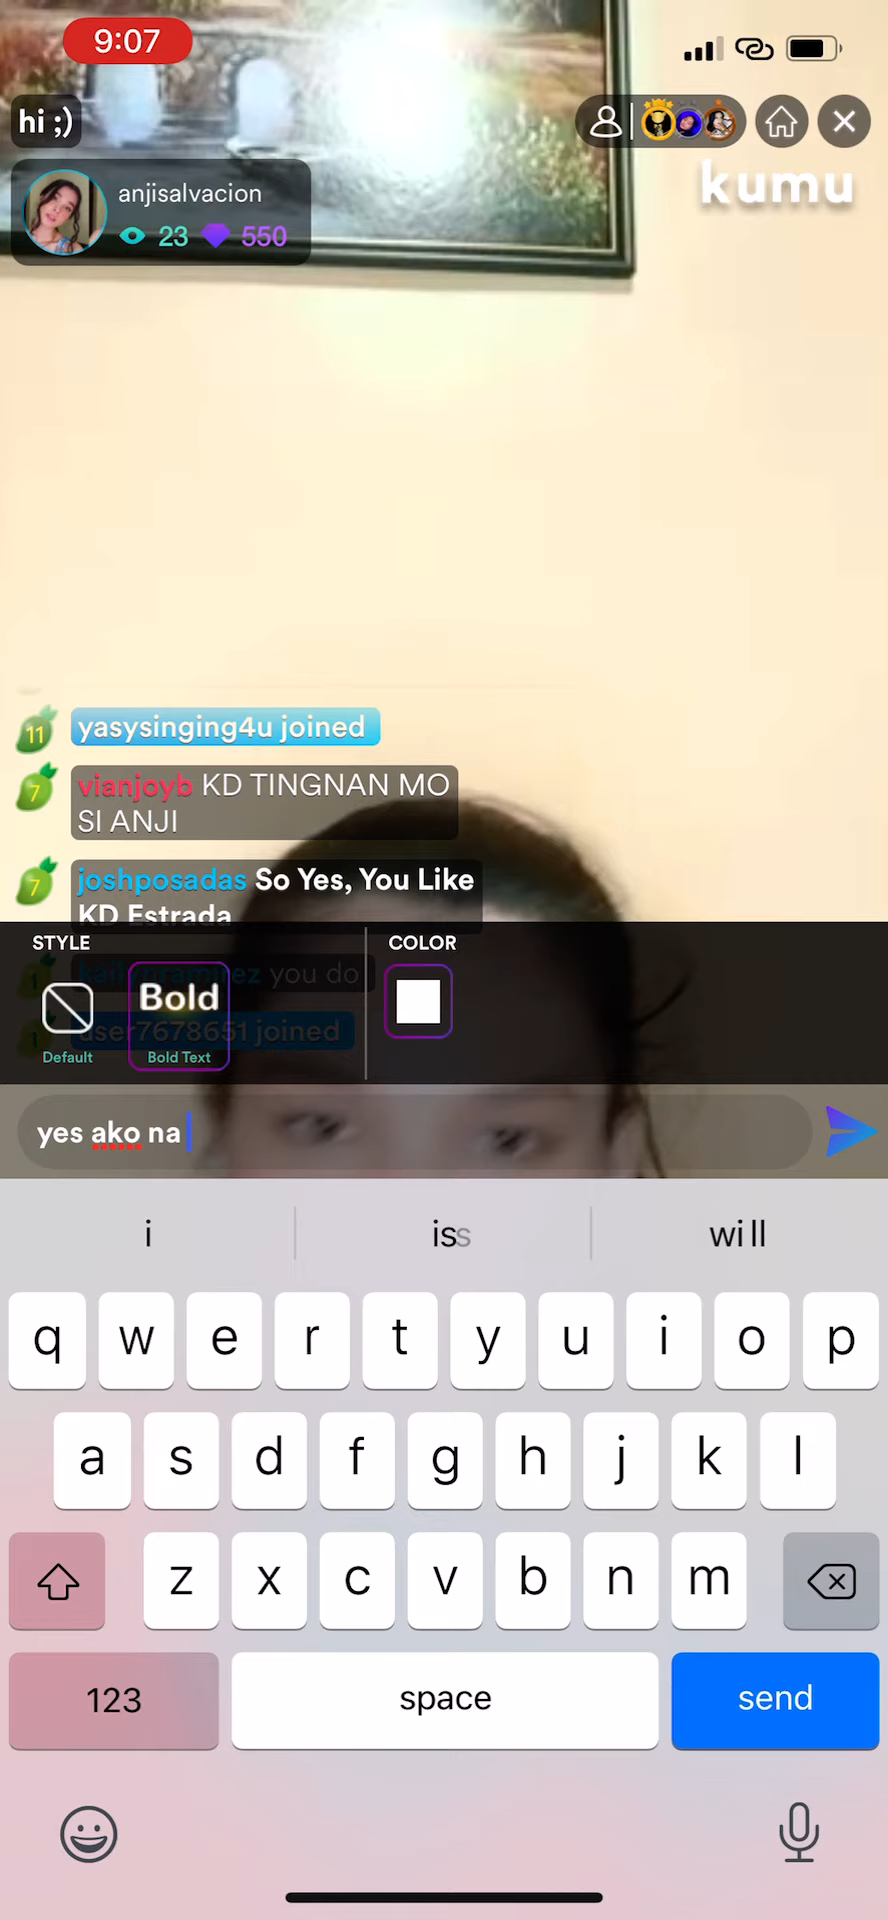 9:07
hi ;)
anjisalvacion
23 550
kumu
11 yasysinging4u joined
7 vianjoyb KD TINGNAN MO
SI ANJI
7 joshposadas So Yes, You Like
KD Estrada
STYLE COLOR
you do
Bold
user7678651 joined
Default Bold Text
yes ako na
i iss will
q w e r t y u i o p
a s d f g h j k l
z x c v b n m
123 space send